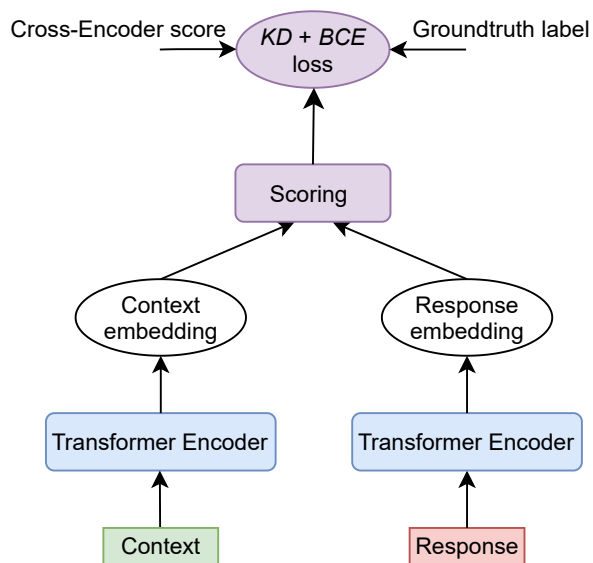 Cross-Encoder score
KD + BCE
loss
Groundtruth label
Scoring
Context
embedding
Response
embedding
Transformer Encoder
Transformer Encoder
Context
Response